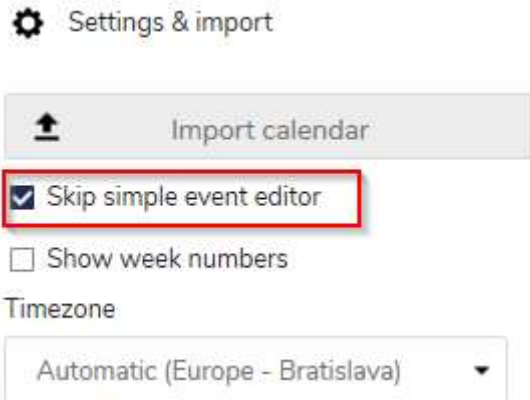 Settings & import
Import calendar
Skip simple event editor
Show week numbers
Timezone
Automatic (Europe - Bratislava)